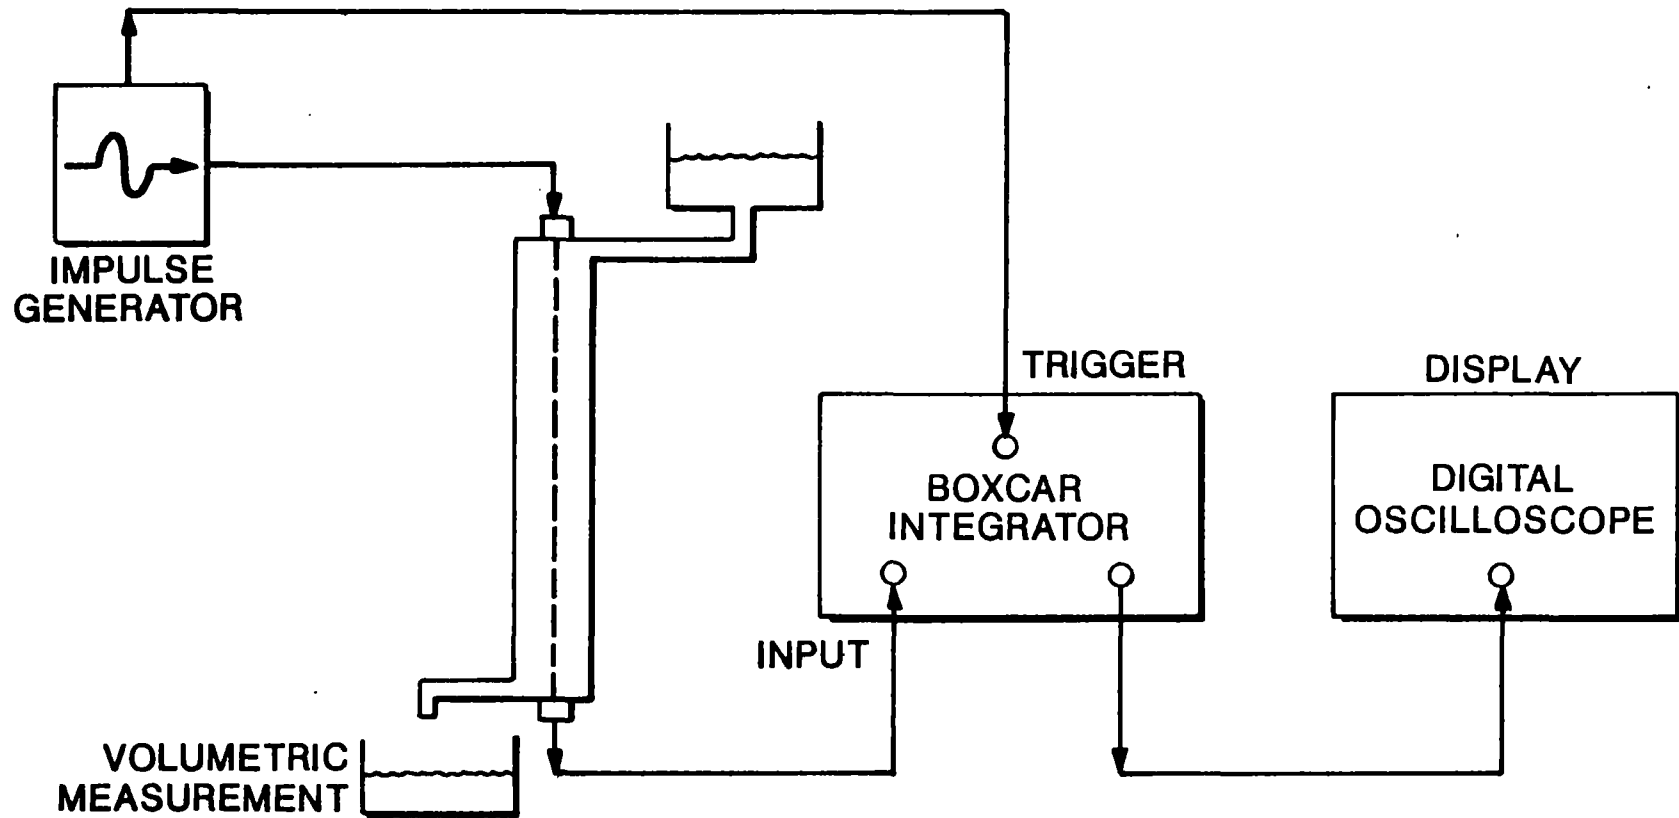 IMPULSE
GENERATOR
TRIGGER
DISPLAY
BOXCAR
INTEGRATOR
DIGITAL
OSCILLOSCOPE
INPUT
VOLUMETRIC
MEASUREMENT